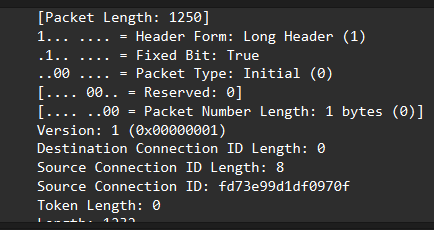 [Packet Length: 1250]
1... .... = Header Form: Long Header (1)
.1.. .... = Fixed Bit: True
..00 .... = Packet Type: Initial (0)
[.... 00.. = Reserved: 0]
[.... ..00 = Packet Number Length: 1 bytes (0)]
Version: 1 (0x00000001)
Destination Connection ID Length: 0
Source Connection ID Length: 8
Source Connection ID: fd73e99d1df0970f
Token Length: 0
Length: 1232